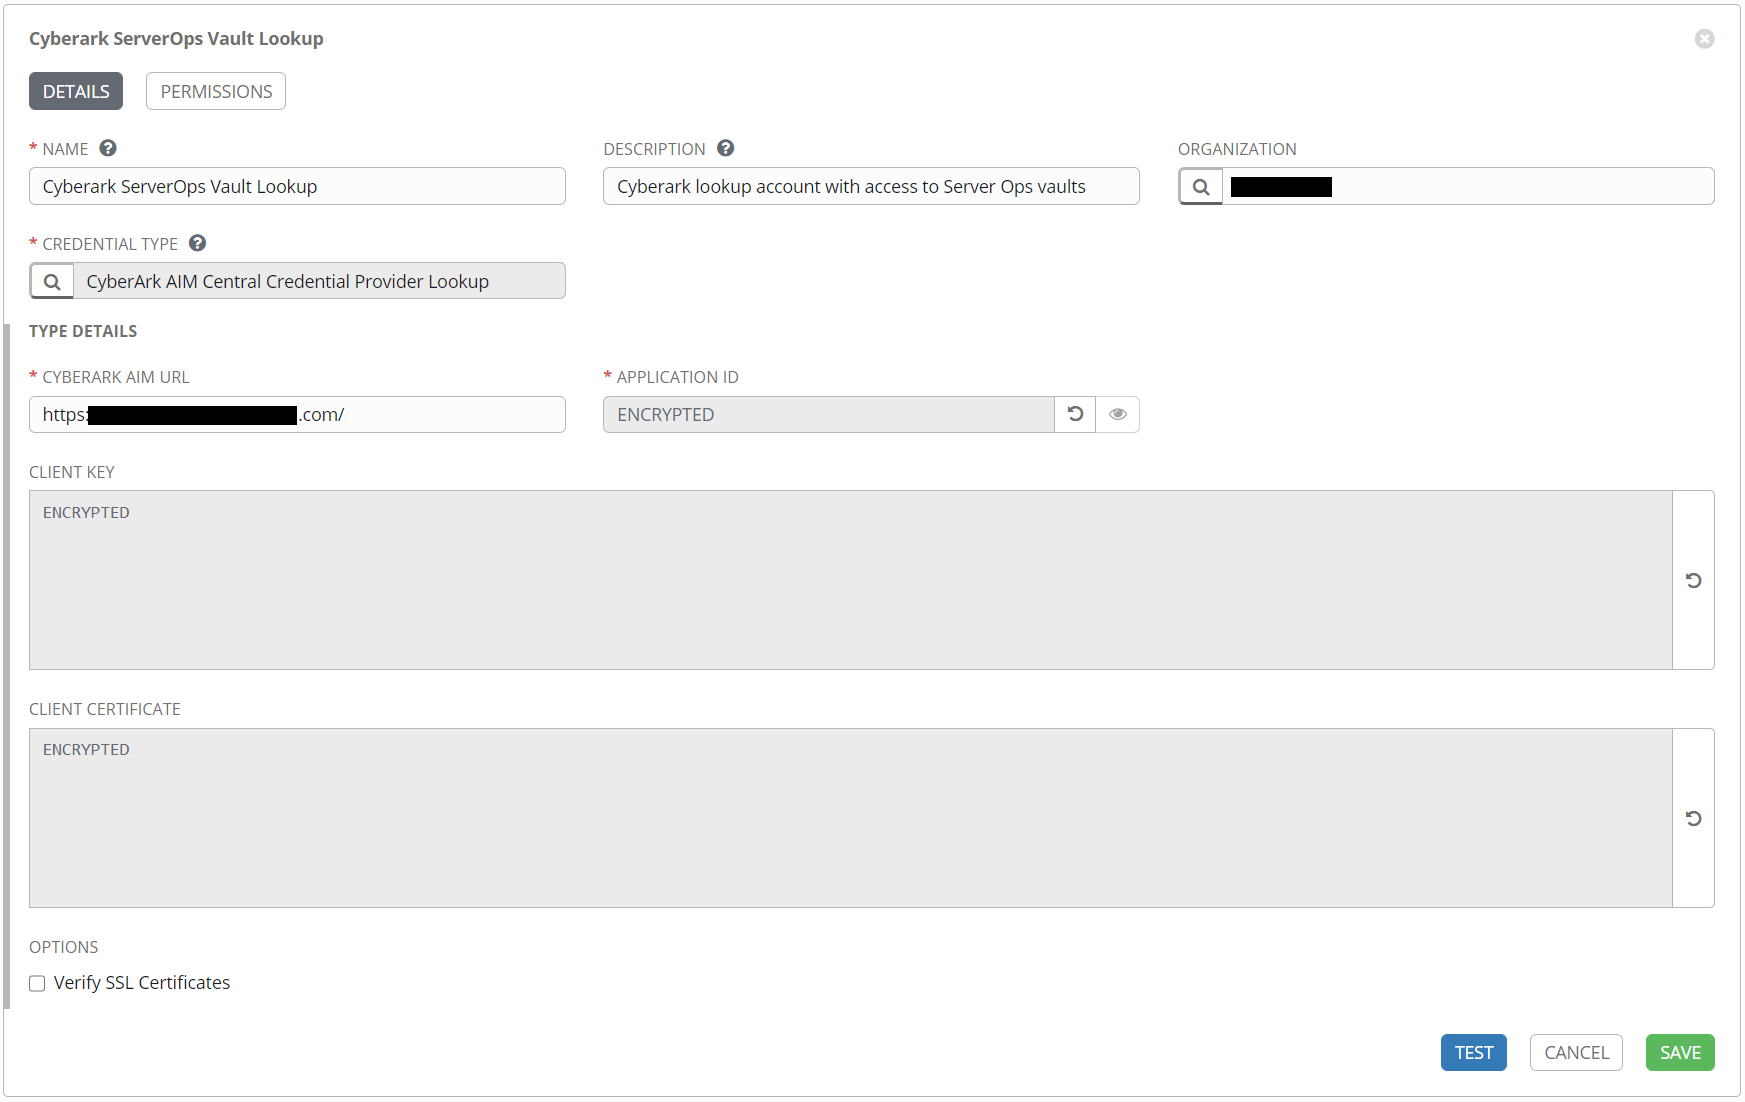 Cyberark ServerOps Vault Lookup
DETAILS PERMISSIONS
* NAME DESCRIPTION ORGANIZATION
Cyberark ServerOps Vault Lookup Cyberark lookup account with access to Server Ops vaults
* CREDENTIAL TYPE
CyberArk AIM Central Credential Provider Lookup
TYPE DETAILS
* CYBERARK AIM URL * APPLICATION ID
https: .com/ ENCRYPTED
CLIENT KEY
ENCRYPTED
CLIENT CERTIFICATE
ENCRYPTED
OPTIONS
Verify SSL Certificates
TEST CANCEL SAVE